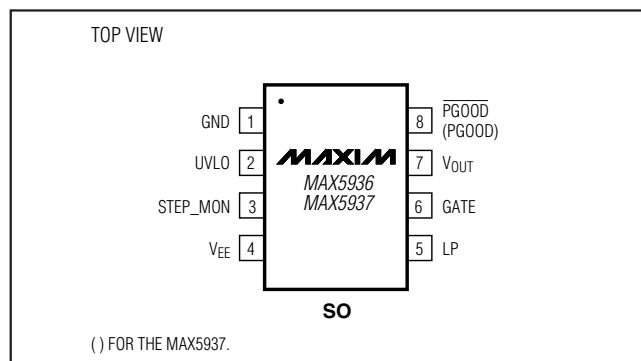 TOP VIEW
GND 1
UVLO 2
STEP_MON 3
VEE 4
MAXIM
MAX5936
MAX5937
8 PGOOD
(PGOOD)
7 VOUT
6 GATE
5 LP
SO
( ) FOR THE MAX5937.